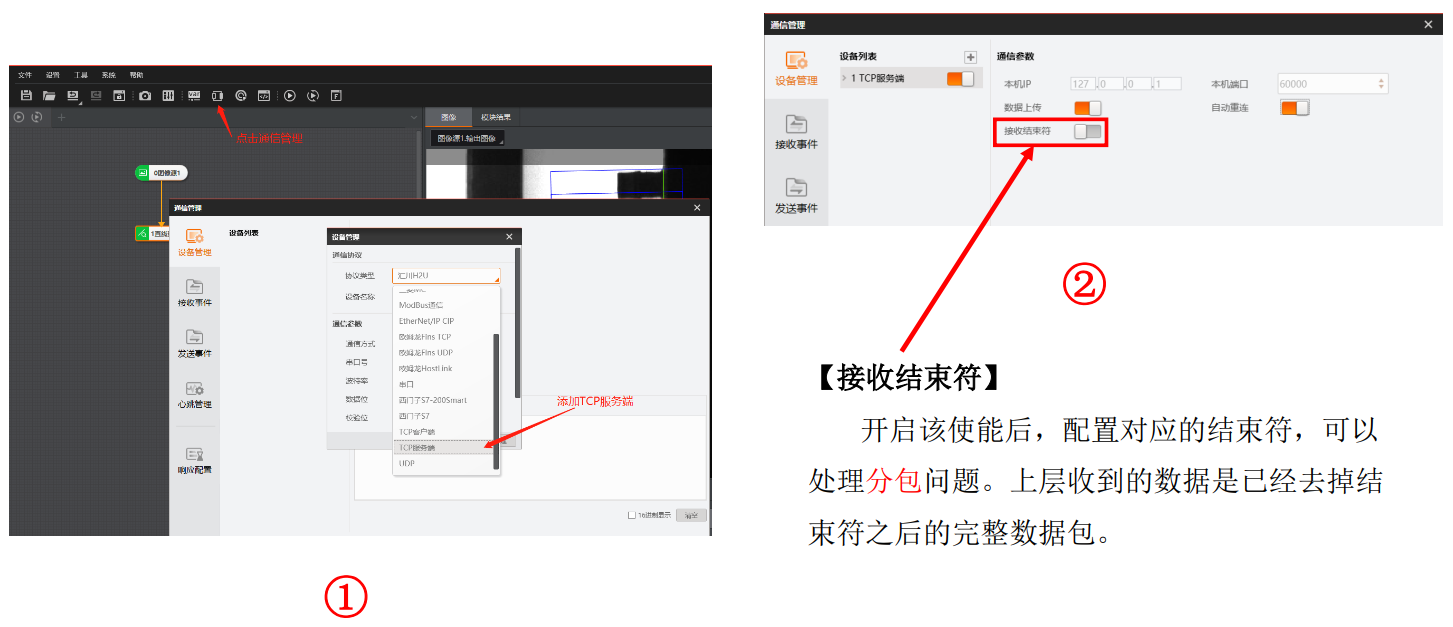 文件 设置 工具 系统 帮助
点击通信管理
图像 模块结果
图像源1.输出图像
0图像源1
通信管理
设备管理
设备列表
接收事件
发送事件
心跳管理
响应配置
设备管理
通信协议
协议类型 汇川H2U
设备名称
ModBus通信
EtherNet/IP CIP
通信参数
欧姆龙Fins TCP
通信方式
欧姆龙Fins UDP
串口号
欧姆龙HostLink
波特率
串口
数据位
西门子S7-200Smart
校验位
西门子S7
TCP客户端
TCP服务端
UDP
添加TCP服务端
16进制显示 清空
①
通信管理
设备管理
接收事件
发送事件
设备列表
1 TCP服务端
通信参数
本机IP 127 .0 .0 .1 本机端口 60000
数据上传 自动重连
接收结束符
②
【接收结束符】
开启该使能后，配置对应的结束符，可以
处理分包问题。上层收到的数据是已经去掉结
束符之后的完整数据包。